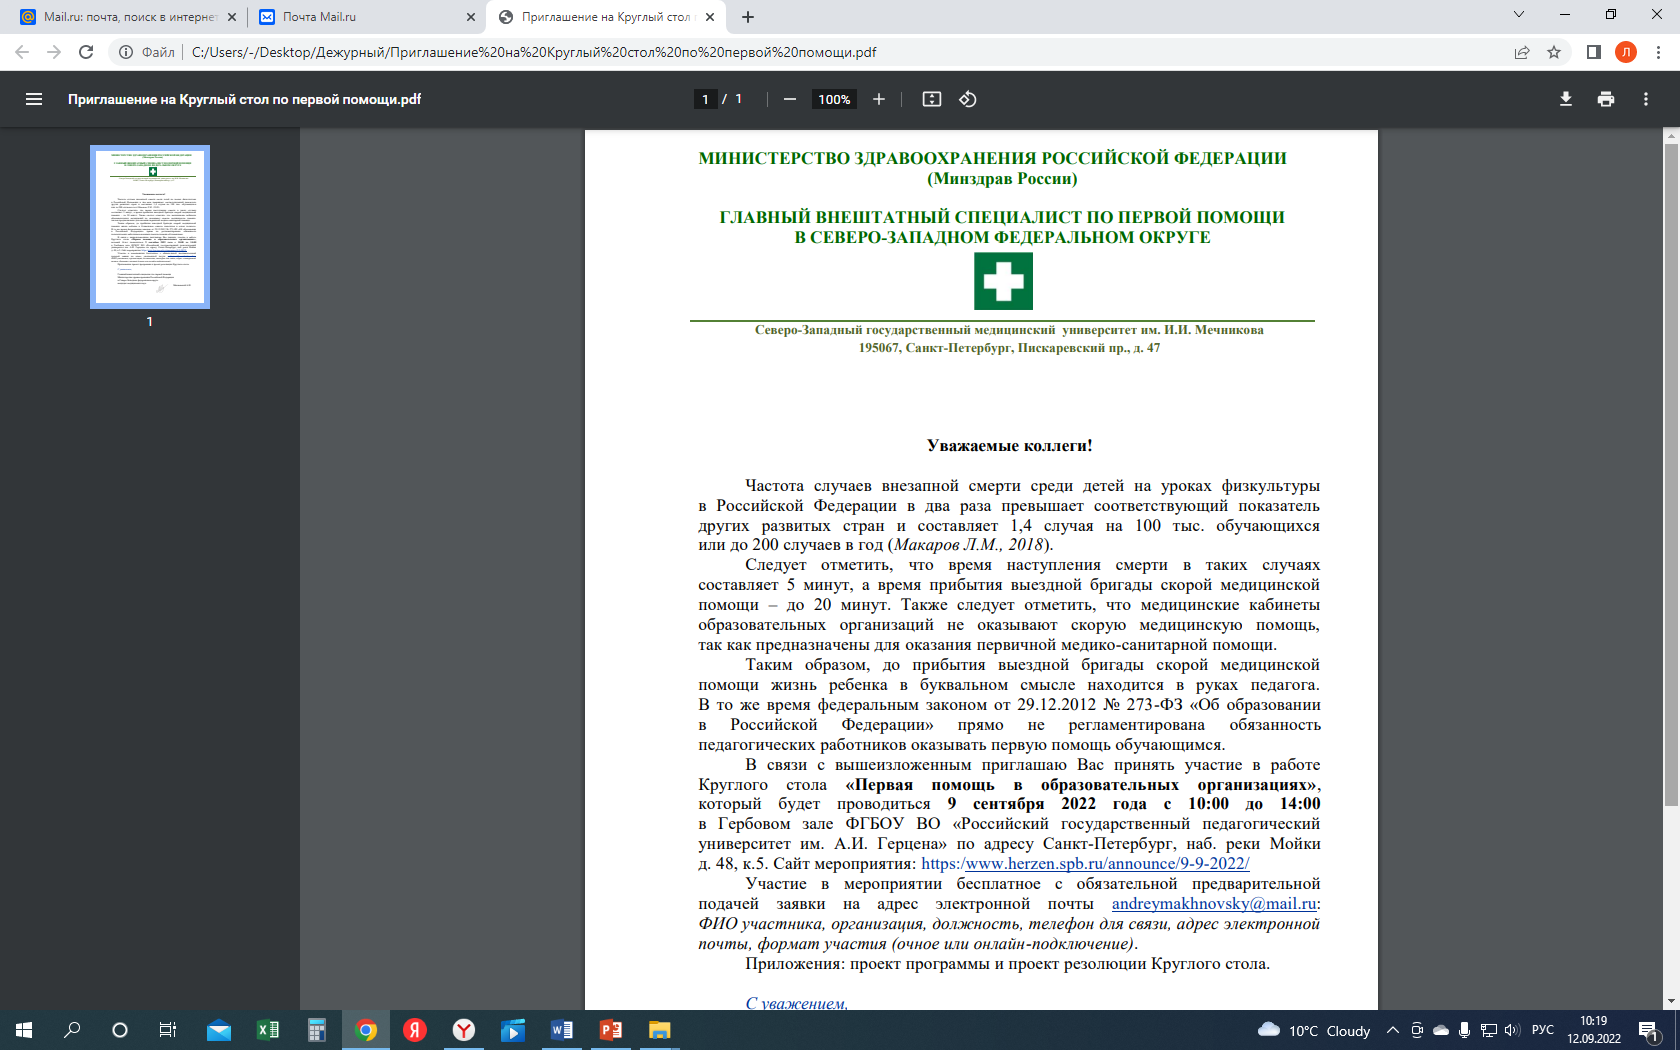 Mail.ru: почта, поиск в интернет
Почта Mail.ru
Приглашение на Круглый стол
Файл
C:/Users/-/Desktop/Дежурный/Приглашение%20на%20Круглый%20стол%20по%20первой%20помощи.pdf
Л
Приглашение на Круглый стол по первой помощи.pdf
1 / 1
100%
1
МИНИСТЕРСТВО ЗДРАВООХРАНЕНИЯ РОССИЙСКОЙ ФЕДЕРАЦИИ
(Минздрав России)
ГЛАВНЫЙ ВНЕШТАТНЫЙ СПЕЦИАЛИСТ ПО ПЕРВОЙ ПОМОЩИ
В СЕВЕРО-ЗАПАДНОМ ФЕДЕРАЛЬНОМ ОКРУГЕ
Северо-Западный государственный медицинский университет им. И.И. Мечникова
195067, Санкт-Петербург, Пискаревский пр., д. 47
Уважаемые коллеги!
Частота случаев внезапной смерти среди детей на уроках физкультуры
в Российской Федерации в два раза превышает соответствующий показатель
других развитых стран и составляет 1,4 случая на 100 тыс. обучающихся
или до 200 случаев в год (Макаров Л.М., 2018).
Следует отметить, что время наступления смерти в таких случаях
составляет 5 минут, а время прибытия выездной бригады скорой медицинской
помощи – до 20 минут. Также следует отметить, что медицинские кабинеты
образовательных организаций не оказывают скорую медицинскую помощь,
так как предназначены для оказания первичной медико-санитарной помощи.
Таким образом, до прибытия выездной бригады скорой медицинской
помощи жизнь ребенка в буквальном смысле находится в руках педагога.
В то же время федеральным законом от 29.12.2012 № 273-ФЗ «Об образовании
в Российской Федерации» прямо не регламентирована обязанность
педагогических работников оказывать первую помощь обучающимся.
В связи с вышеизложенным приглашаю Вас принять участие в работе
Круглого стола «Первая помощь в образовательных организациях»,
который будет проводиться 9 сентября 2022 года с 10:00 до 14:00
в Гербовом зале ФГБОУ ВО «Российский государственный педагогический
университет им. А.И. Герцена» по адресу Санкт-Петербург, наб. реки Мойки
д. 48, к.5. Сайт мероприятия: https:/www.herzen.spb.ru/announce/9-9-2022/
Участие в мероприятии бесплатное с обязательной предварительной
подачей заявки на адрес электронной почты andreymakhnovsky@mail.ru:
ФИО участника, организация, должность, телефон для связи, адрес электронной
почты, формат участия (очное или онлайн-подключение).
Приложения: проект программы и проект резолюции Круглого стола.
С уважением,
10°C Cloudy
РУС
10:19
12.09.2022
1